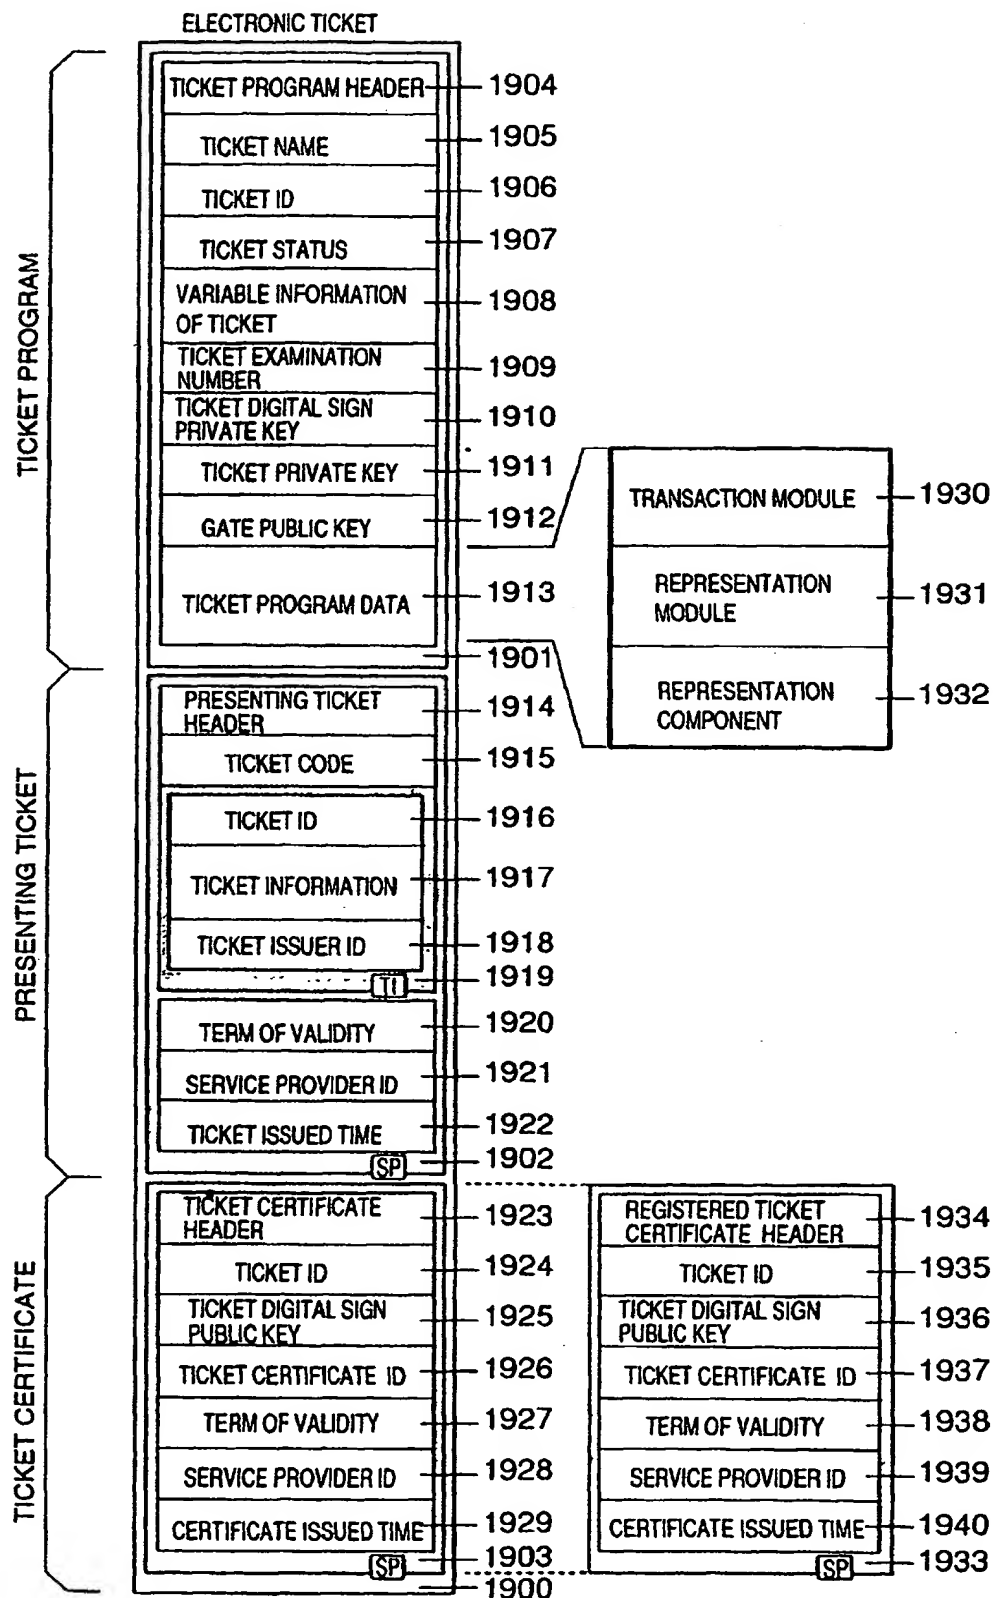 ELECTRONIC TICKET
TICKET PROGRAM
TICKET PROGRAM HEADER 1904
TICKET NAME 1905
TICKET ID 1906
TICKET STATUS 1907
VARIABLE INFORMATION
OF TICKET 1908
TICKET EXAMINATION
NUMBER 1909
TICKET DIGITAL SIGN
PRIVATE KEY 1910
TICKET PRIVATE KEY 1911
GATE PUBLIC KEY 1912
TICKET PROGRAM DATA 1913
1901
TRANSACTION MODULE 1930
REPRESENTATION
MODULE 1931
REPRESENTATION
COMPONENT 1932
PRESENTING TICKET
PRESENTING TICKET
HEADER 1914
TICKET CODE 1915
TICKET ID 1916
TICKET INFORMATION 1917
TICKET ISSUER ID 1918
TI 1919
TERM OF VALIDITY 1920
SERVICE PROVIDER ID 1921
TICKET ISSUED TIME 1922
SP 1902
TICKET CERTIFICATE
TICKET CERTIFICATE
HEADER 1923
TICKET ID 1924
TICKET DIGITAL SIGN
PUBLIC KEY 1925
TICKET CERTIFICATE ID 1926
TERM OF VALIDITY 1927
SERVICE PROVIDER ID 1928
CERTIFICATE ISSUED TIME 1929
SP 1903
1900
REGISTERED TICKET
CERTIFICATE HEADER 1934
TICKET ID 1935
TICKET DIGITAL SIGN
PUBLIC KEY 1936
TICKET CERTIFICATE ID 1937
TERM OF VALIDITY 1938
SERVICE PROVIDER ID 1939
CERTIFICATE ISSUED TIME 1940
SP 1933